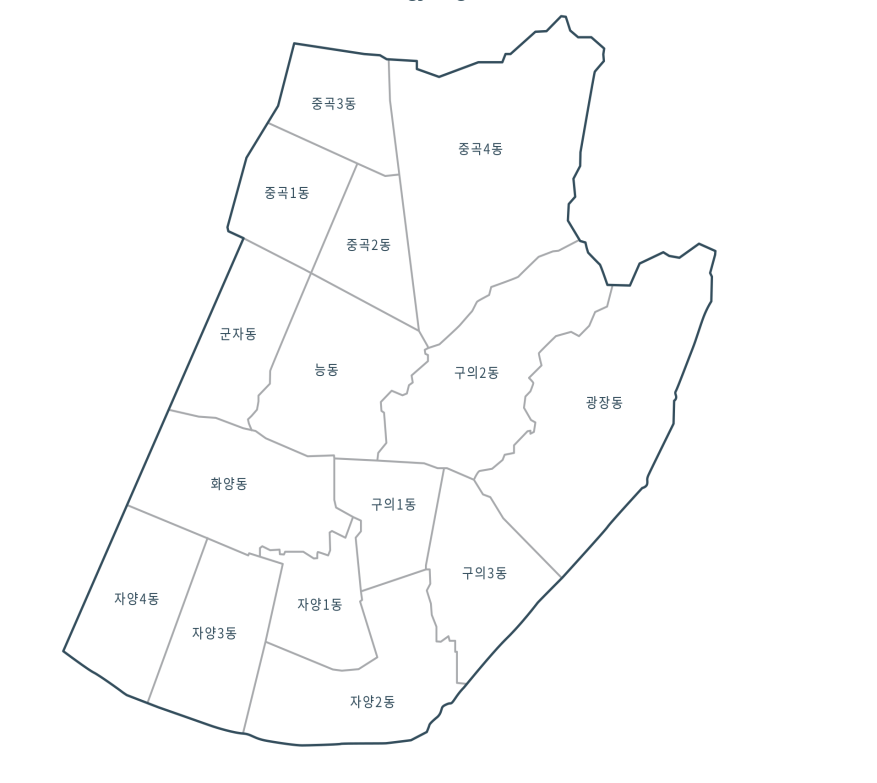 중곡3동
중곡4동
중곡1동
중곡2동
군자동
능동
구의2동
광장동
화양동
구의1동
구의3동
자양4동
자양1동
자양3동
자양2동